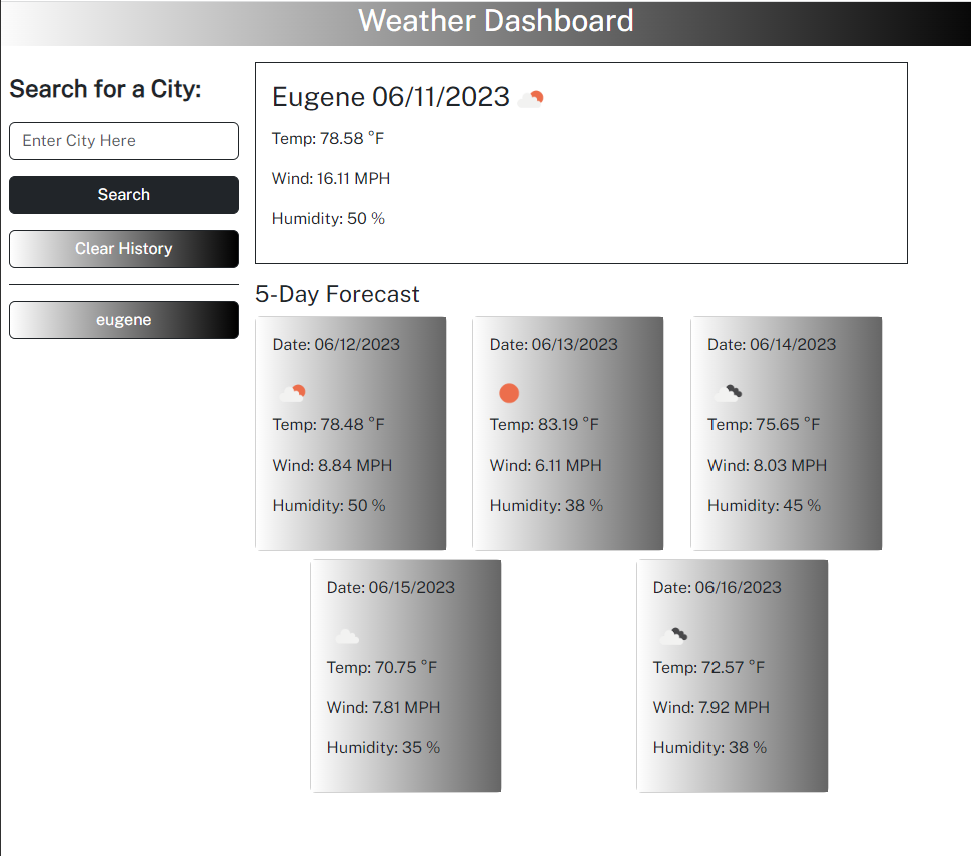 Weather Dashboard
Search for a City:
Enter City Here
Search
Clear History
eugene
Eugene 06/11/2023
Temp: 78.58 °F
Wind: 16.11 MPH
Humidity: 50 %
5-Day Forecast
Date: 06/12/2023
Temp: 78.48 °F
Wind: 8.84 MPH
Humidity: 50 %
Date: 06/13/2023
Temp: 83.19 °F
Wind: 6.11 MPH
Humidity: 38 %
Date: 06/14/2023
Temp: 75.65 °F
Wind: 8.03 MPH
Humidity: 45 %
Date: 06/15/2023
Temp: 70.75 °F
Wind: 7.81 MPH
Humidity: 35 %
Date: 06/16/2023
Temp: 72.57 °F
Wind: 7.92 MPH
Humidity: 38 %